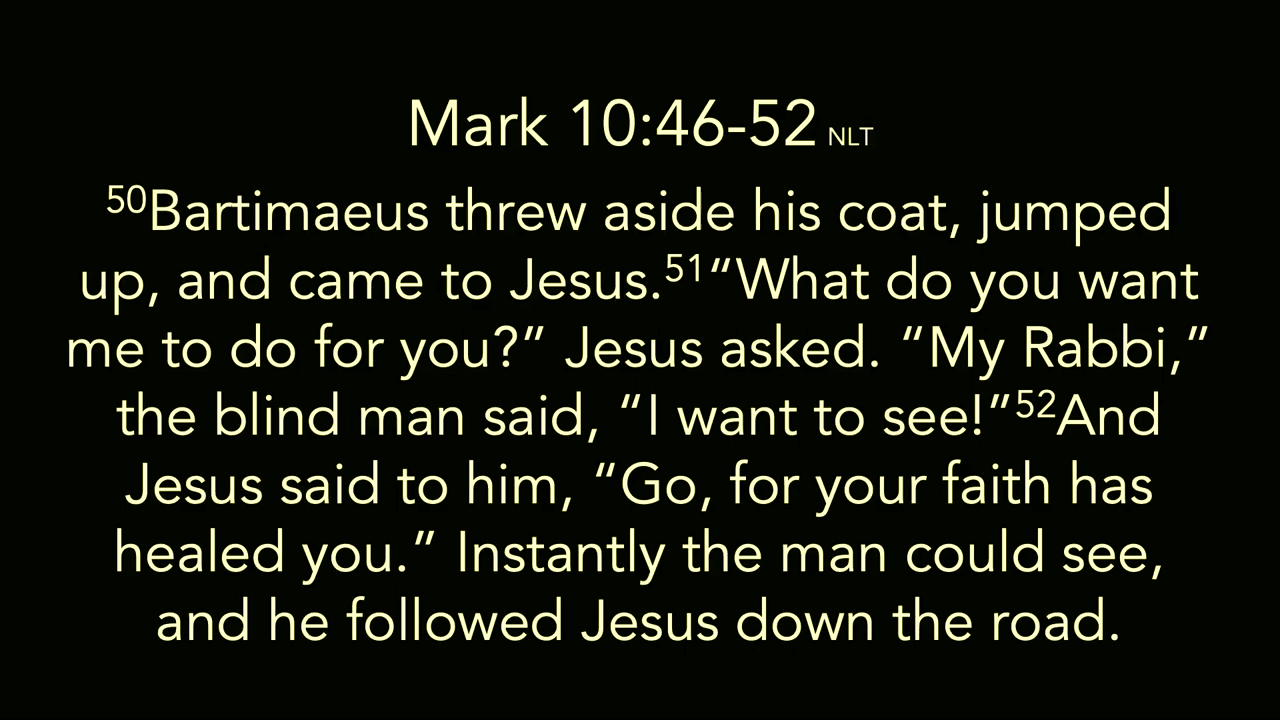 Mark 10:46-52 NLT
50Bartimaeus threw aside his coat, jumped
up, and came to Jesus.51“What do you want
me to do for you?” Jesus asked. “My Rabbi,”
the blind man said, “I want to see!”52And
Jesus said to him, “Go, for your faith has
healed you.” Instantly the man could see,
and he followed Jesus down the road.